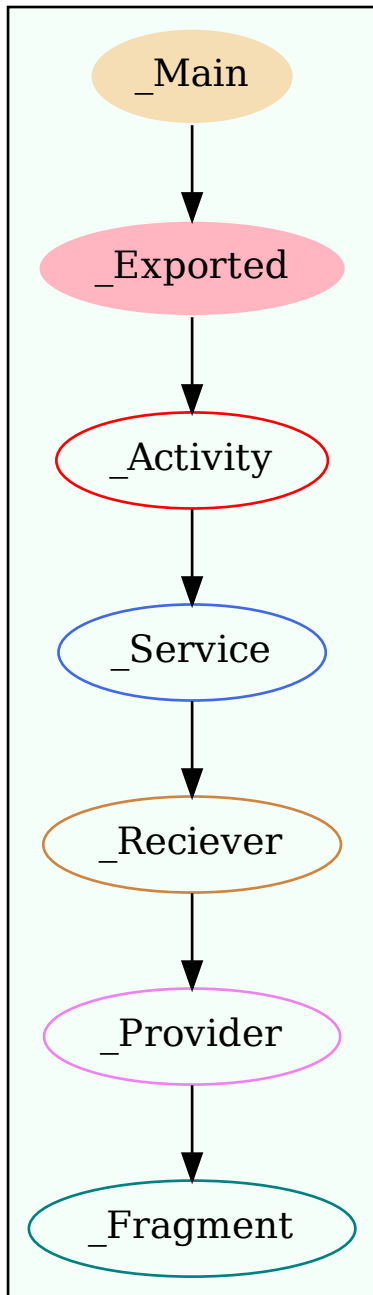 _Main
_Exported
_Activity
_Service
_Reciever
_Provider
_Fragment